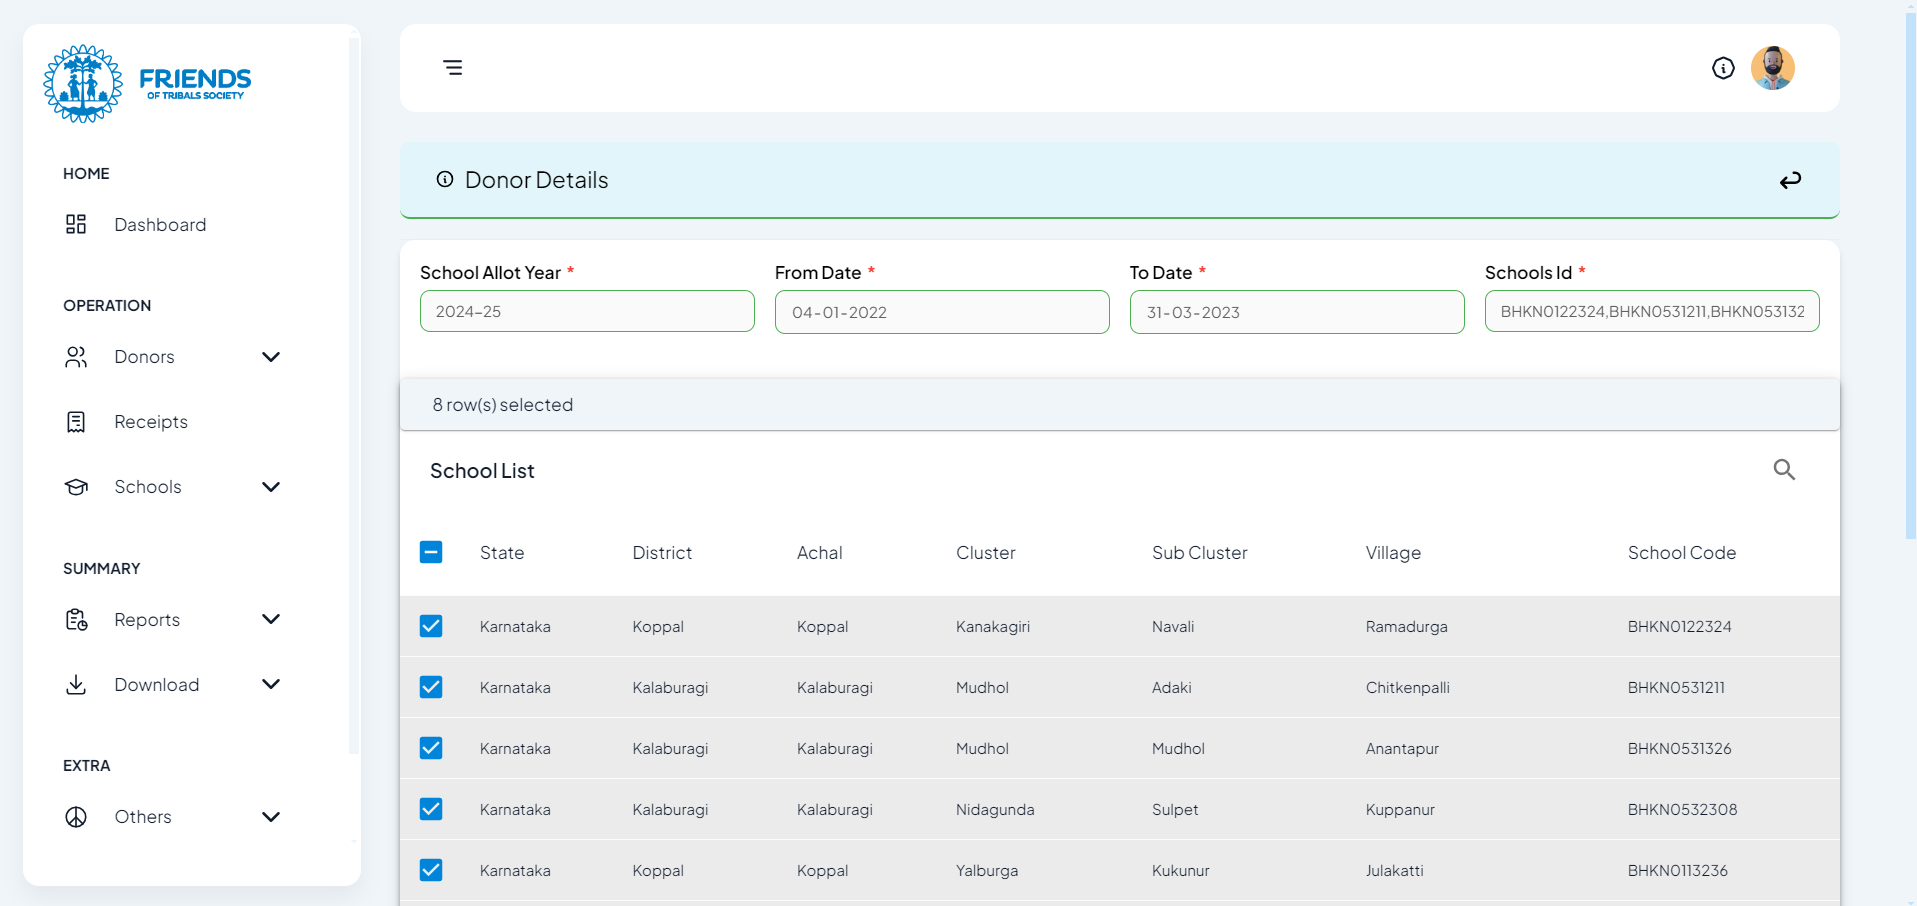 FRIENDS
OF TRIBALS SOCIETY
HOME
Dashboard
OPERATION
Donors
Receipts
Schools
SUMMARY
Reports
Download
EXTRA
Others
Donor Details
School Allot Year * From Date * To Date * Schools Id *
2024-25 04-01-2022 31-03-2023 BHKN0122324,BHKN0531211,BHKN053132
8 row(s) selected
School List
State District Achal Cluster Sub Cluster Village School Code
Karnataka Koppal Koppal Kanakagiri Navali Ramadurga BHKN0122324
Karnataka Kalaburagi Kalaburagi Mudhol Adaki Chitkenpalli BHKN0531211
Karnataka Kalaburagi Kalaburagi Mudhol Mudhol Anantapur BHKN0531326
Karnataka Kalaburagi Kalaburagi Nidagunda Sulpet Kuppanur BHKN0532308
Karnataka Koppal Koppal Yalburga Kukunur Julakatti BHKN0113236